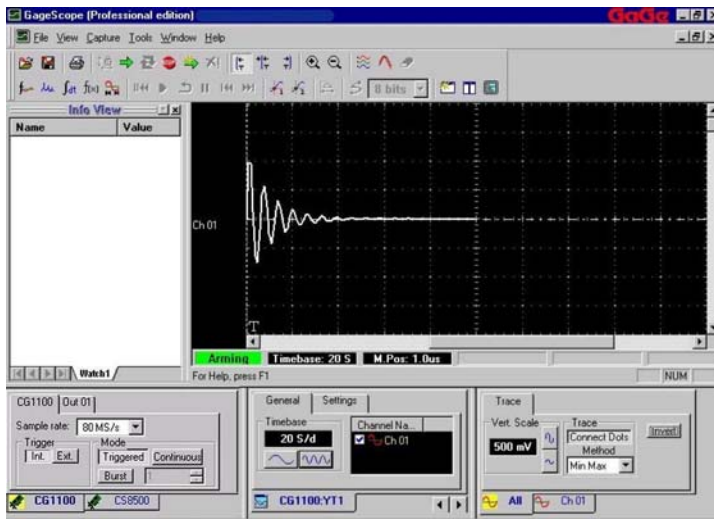 GageScope (Professional edition)
GaGe
File View Capture Tools Window Help
8 bits
Info View
Name Value
Ch 01
T
Watch1
Arming Timebase: 20 S M.Pos: 1.0us
For Help, press F1
NUM
CG1100 Out 01
Sample rate: 80 MS/s
Trigger
Int. Ext.
Mode
Triggered Continuous
Burst 1
CG1100 CS8500
General Settings
Timebase
20 S/d
Channel Na...
Ch 01
CG1100:YT1
Trace
Vert. Scale
500 mV
Trace
Connect Dots
Method
Min Max
Invert
All Ch 01